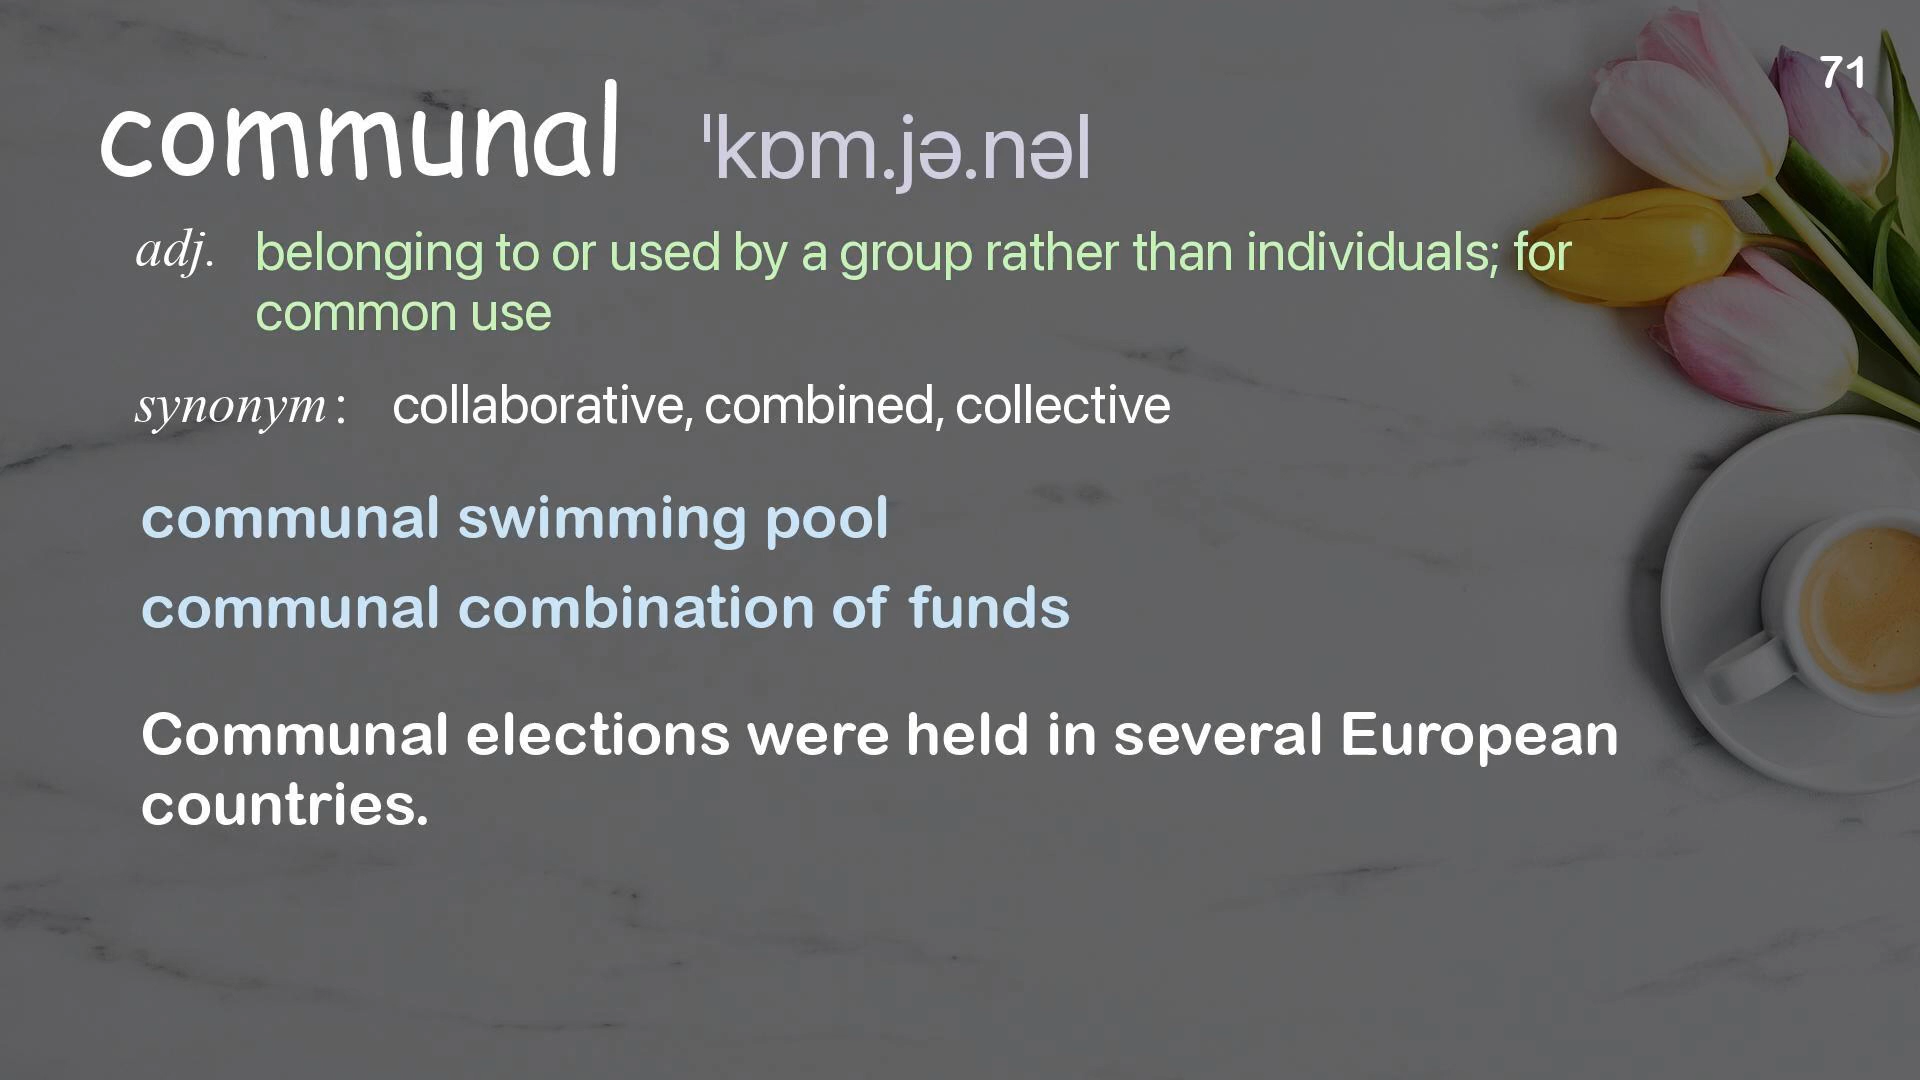 71
communal ˈkɒm.jə.nəl
adj. belonging to or used by a group rather than individuals; for
common use
synonym: collaborative, combined, collective
communal swimming pool
communal combination of funds
Communal elections were held in several European
countries.